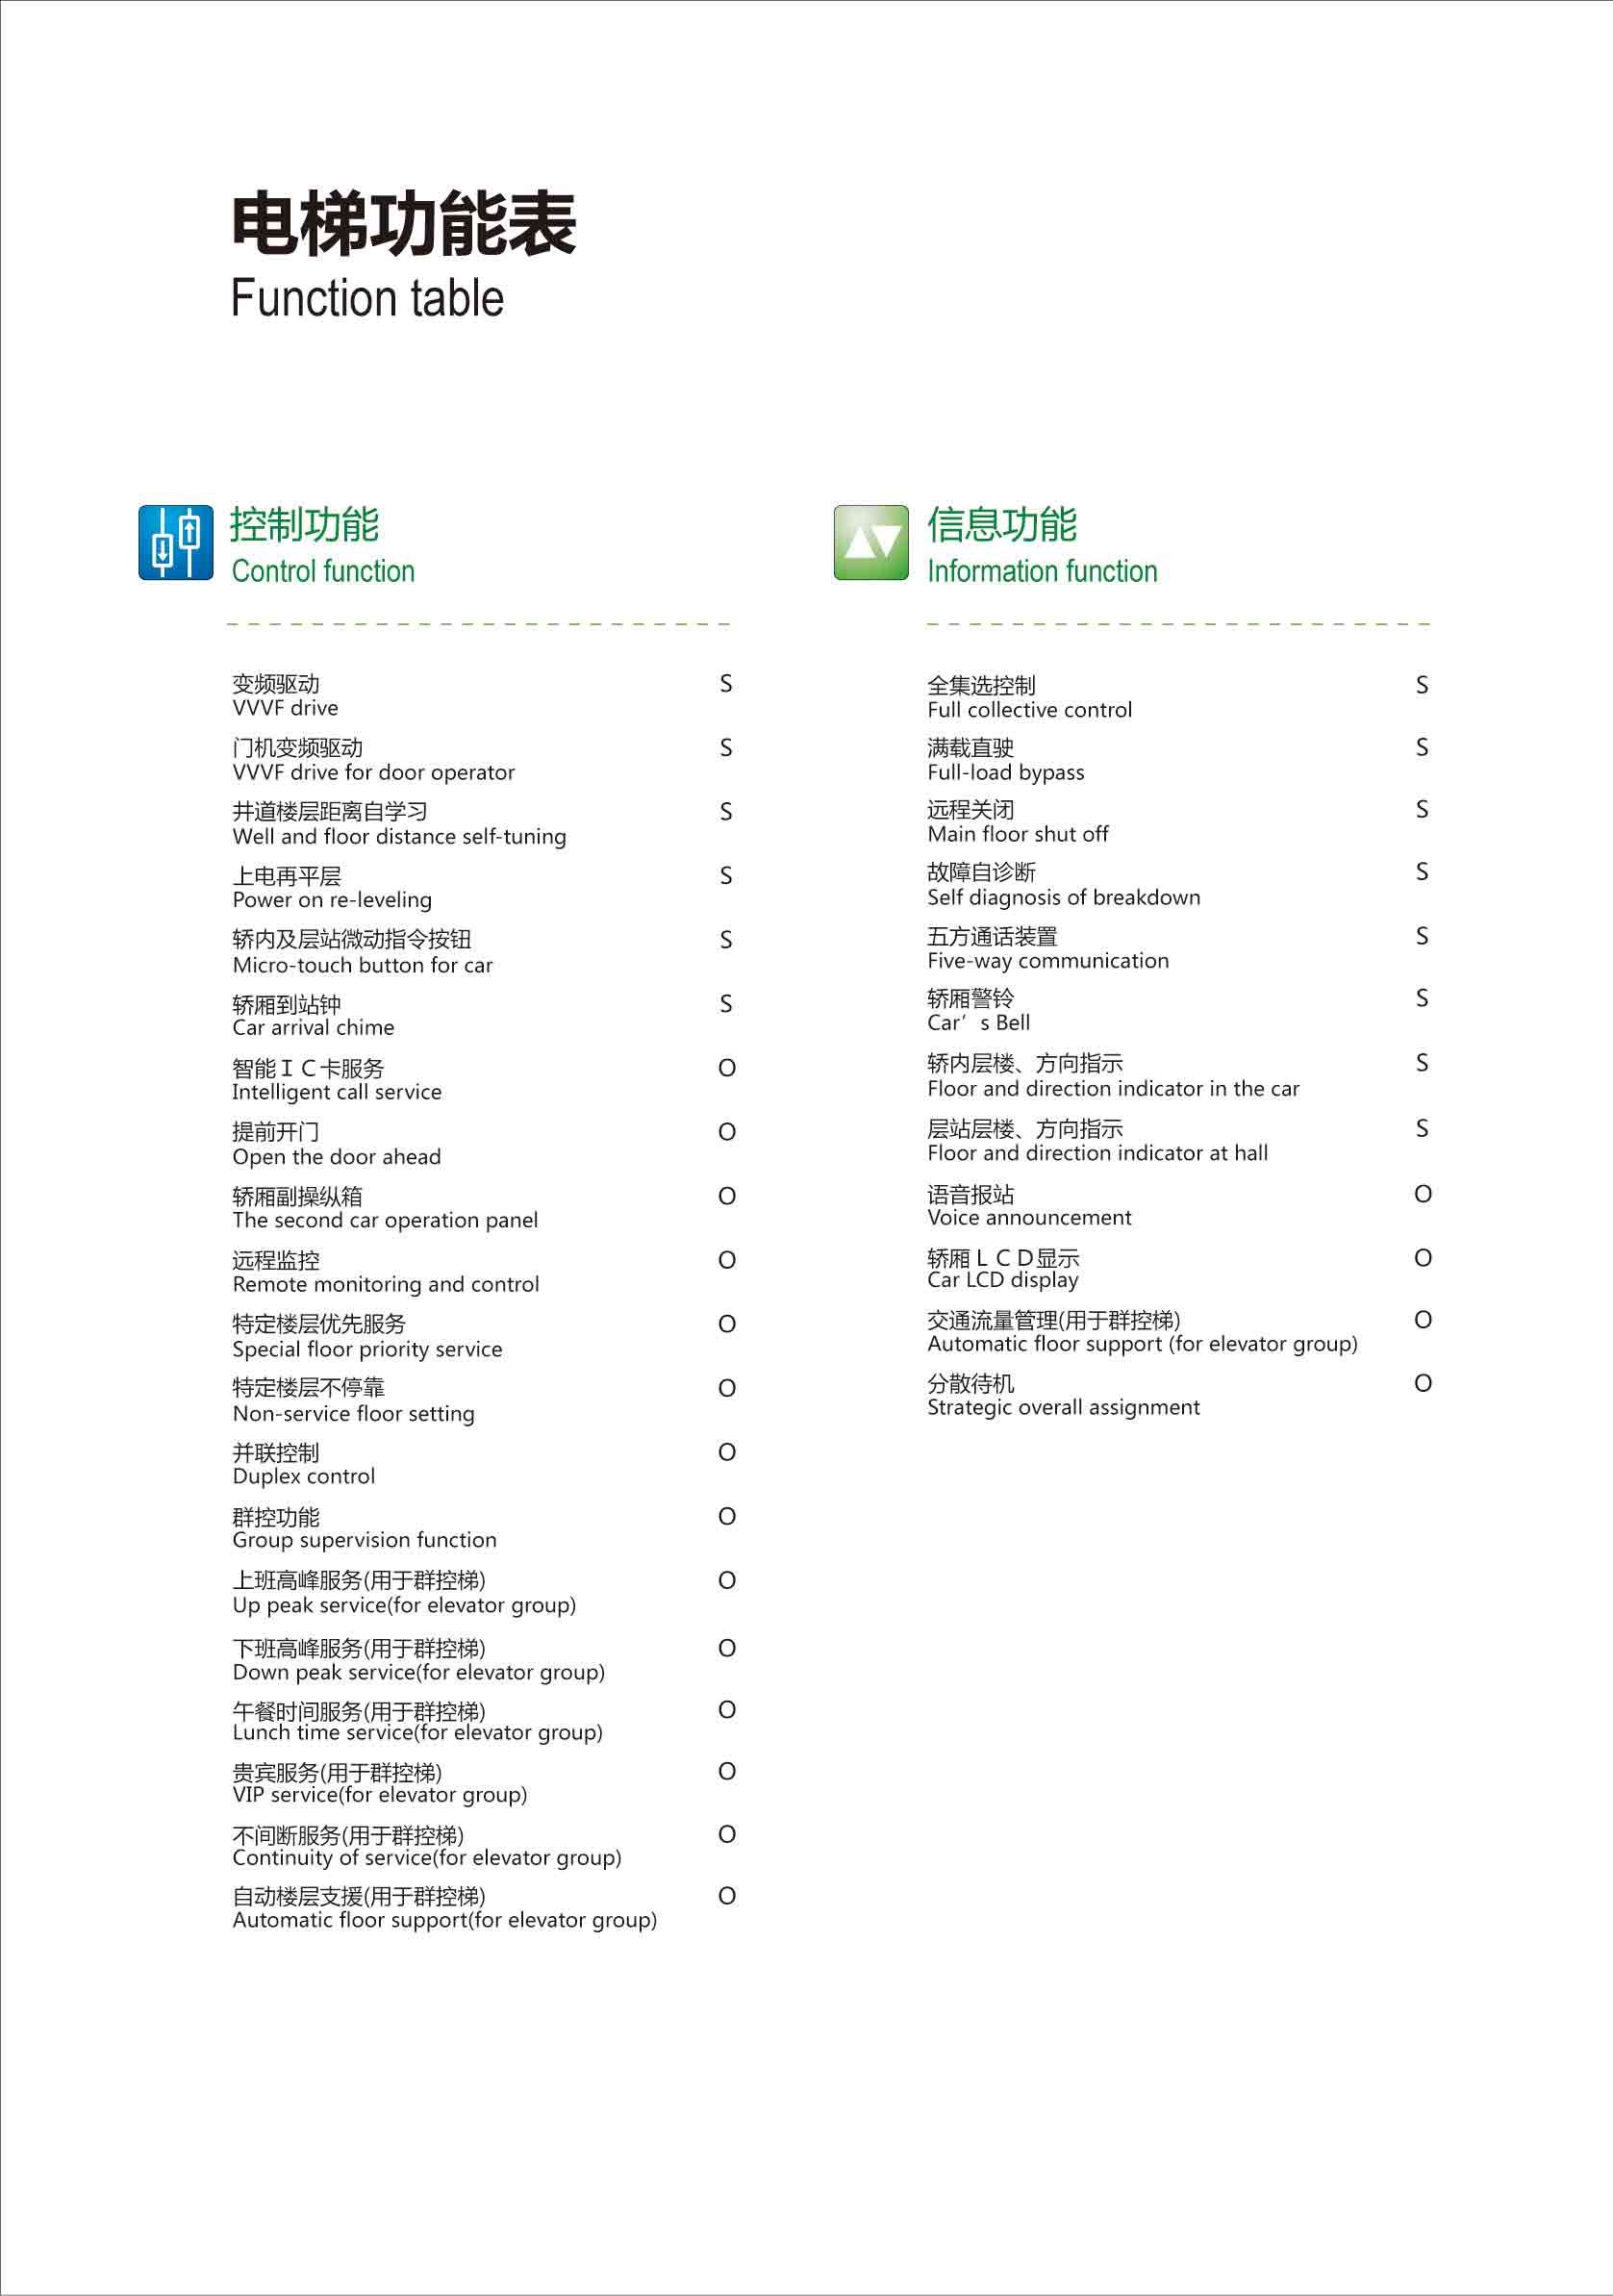 电梯功能表
Function table
控制功能
Control function
变频驱动 S
VVVF drive
门机变频驱动 S
VVVF drive for door operator
井道楼层距离自学习 S
Well and floor distance self-tuning
上电再平层 S
Power on re-leveling
轿内及层站微动指令按钮 S
Micro-touch button for car
轿厢到站钟 S
Car arrival chime
智能ＩＣ卡服务 O
Intelligent call service
提前开门 O
Open the door ahead
轿厢副操纵箱 O
The second car operation panel
远程监控 O
Remote monitoring and control
特定楼层优先服务 O
Special floor priority service
特定楼层不停靠 O
Non-service floor setting
并联控制 O
Duplex control
群控功能 O
Group supervision function
上班高峰服务(用于群控梯) O
Up peak service(for elevator group)
下班高峰服务(用于群控梯) O
Down peak service(for elevator group)
午餐时间服务(用于群控梯) O
Lunch time service(for elevator group)
贵宾服务(用于群控梯) O
VIP service(for elevator group)
不间断服务(用于群控梯) O
Continuity of service(for elevator group)
自动楼层支援(用于群控梯) O
Automatic floor support(for elevator group)
信息功能
Information function
全集选控制 S
Full collective control
满载直驶 S
Full-load bypass
远程关闭 S
Main floor shut off
故障自诊断 S
Self diagnosis of breakdown
五方通话装置 S
Five-way communication
轿厢警铃 S
Car’s Bell
轿内层楼、方向指示 S
Floor and direction indicator in the car
层站层楼、方向指示 S
Floor and direction indicator at hall
语音报站 O
Voice announcement
轿厢ＬＣＤ显示 O
Car LCD display
交通流量管理(用于群控梯) O
Automatic floor support (for elevator group)
分散待机 O
Strategic overall assignment